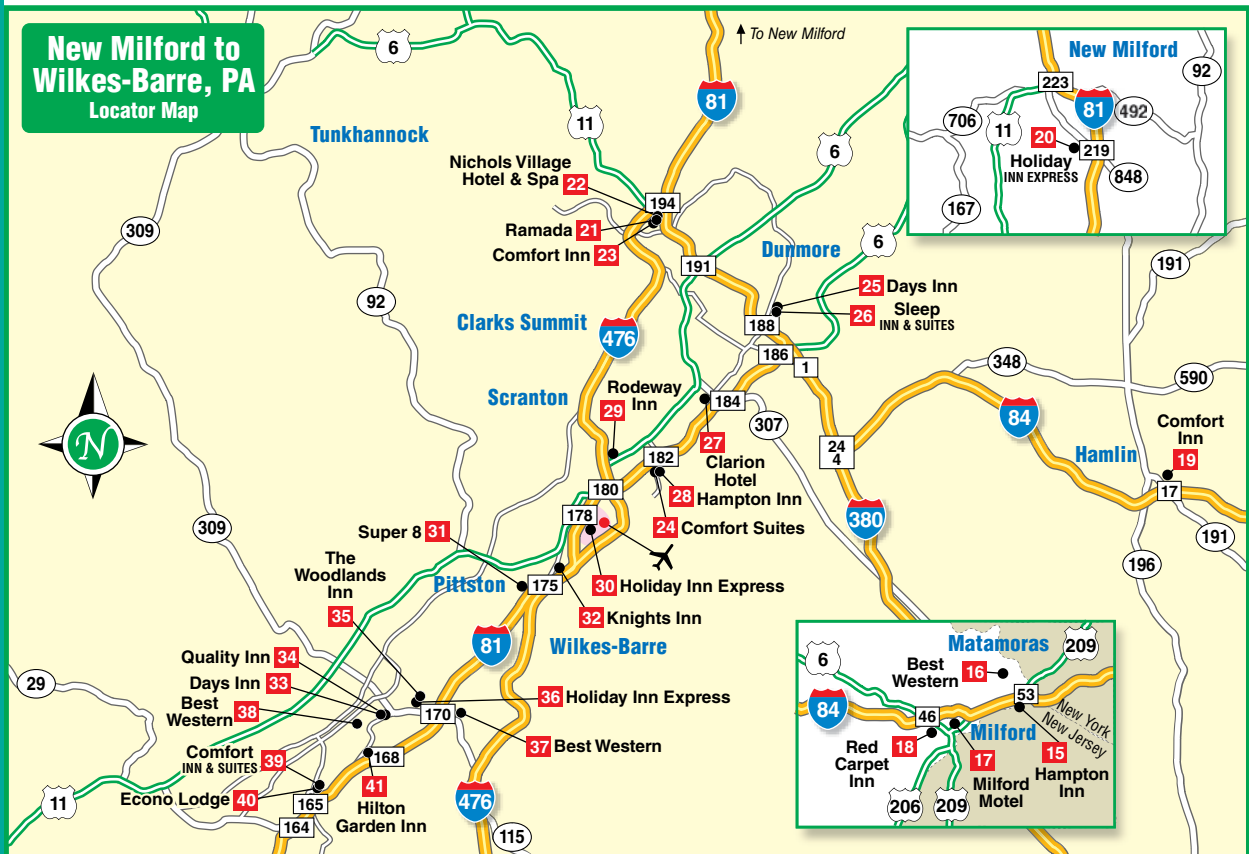 New Milford to
Wilkes-Barre, PA
Locator Map
To New Milford
6
11
81
6
Tunkhannock
Nichols Village
Hotel & Spa 22
194
Ramada 21
Comfort Inn 23
191
Dunmore
6
309
92
25 Days Inn
26 Sleep
INN & SUITES
188
Clarks Summit
476
186
1
Scranton
Rodeway
Inn
29
184
27
Clarion
Hotel
307
24
4
348
590
84
191
Hamlin
Comfort
Inn
19
17
191
196
380
N
182
28 Hampton Inn
24 Comfort Suites
180
178
309
Super 8 31
The
Woodlands
Inn
35
Pittston
175
30 Holiday Inn Express
32 Knights Inn
Wilkes-Barre
81
Quality Inn 34
Days Inn 33
Best
Western 38
29
36 Holiday Inn Express
170
37 Best Western
Comfort
INN & SUITES
39
168
Econo Lodge 40
41
Hilton
Garden Inn
165
164
11
476
115
New Milford
92
223
81
492
706
11
20
Holiday
INN EXPRESS
219
848
167
Matamoras
209
6
Best
Western 16
53
84
46
New York
New Jersey
Milford
18
Red
Carpet
Inn
17
Milford
Motel
15
Hampton
Inn
206
209